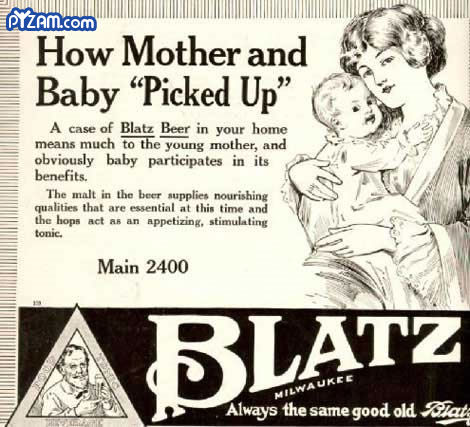 PYZAM.com
How Mother and
Baby “Picked Up”
A case of Blatz Beer in your home
means much to the young mother, and
obviously baby participates in its
benefits.
The malt in the beer supplies nourishing
qualities that are essential at this time and
the hops act as an appetizing, stimulating
tonic.
Main 2400
BLATZ
MILWAUKEE
Always the same good old Blatz
TONIC
BEVERAGE